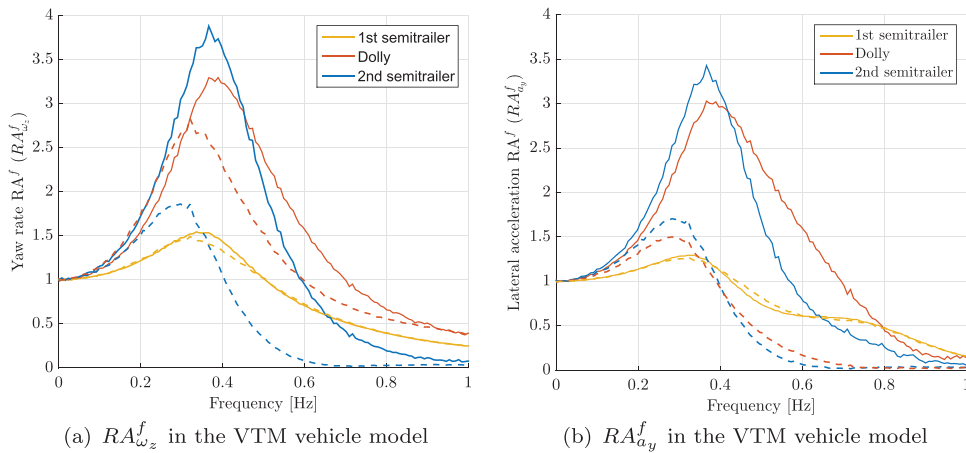 4
3.5
3
2.5
2
1.5
1
0.5
0
Yaw rate RA^f (RA^f_{ω_z})
1st semitrailer
Dolly
2nd semitrailer
0 0.2 0.4 0.6 0.8 1
Frequency [Hz]
(a) RA^f_{ω_z} in the VTM vehicle model
4
3.5
3
2.5
2
1.5
1
0.5
0
Lateral acceleration RA^f (RA^f_{a_y})
1st semitrailer
Dolly
2nd semitrailer
0 0.2 0.4 0.6 0.8 1
Frequency [Hz]
(b) RA^f_{a_y} in the VTM vehicle model